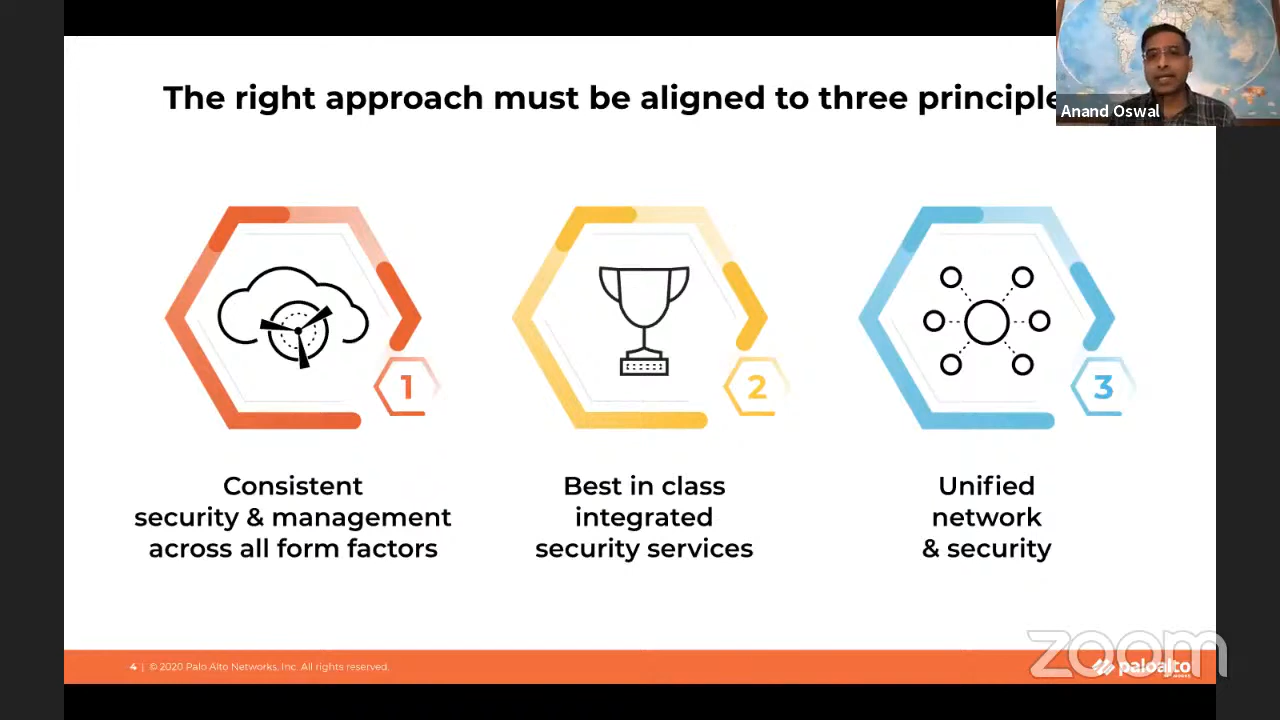 The right approach must be aligned to three principle
Anand Oswal
1
2
3
Consistent
security & management
across all form factors
Best in class
integrated
security services
Unified
network
& security
4 | © 2020 Palo Alto Networks, Inc. All rights reserved.
zoom
paloalto